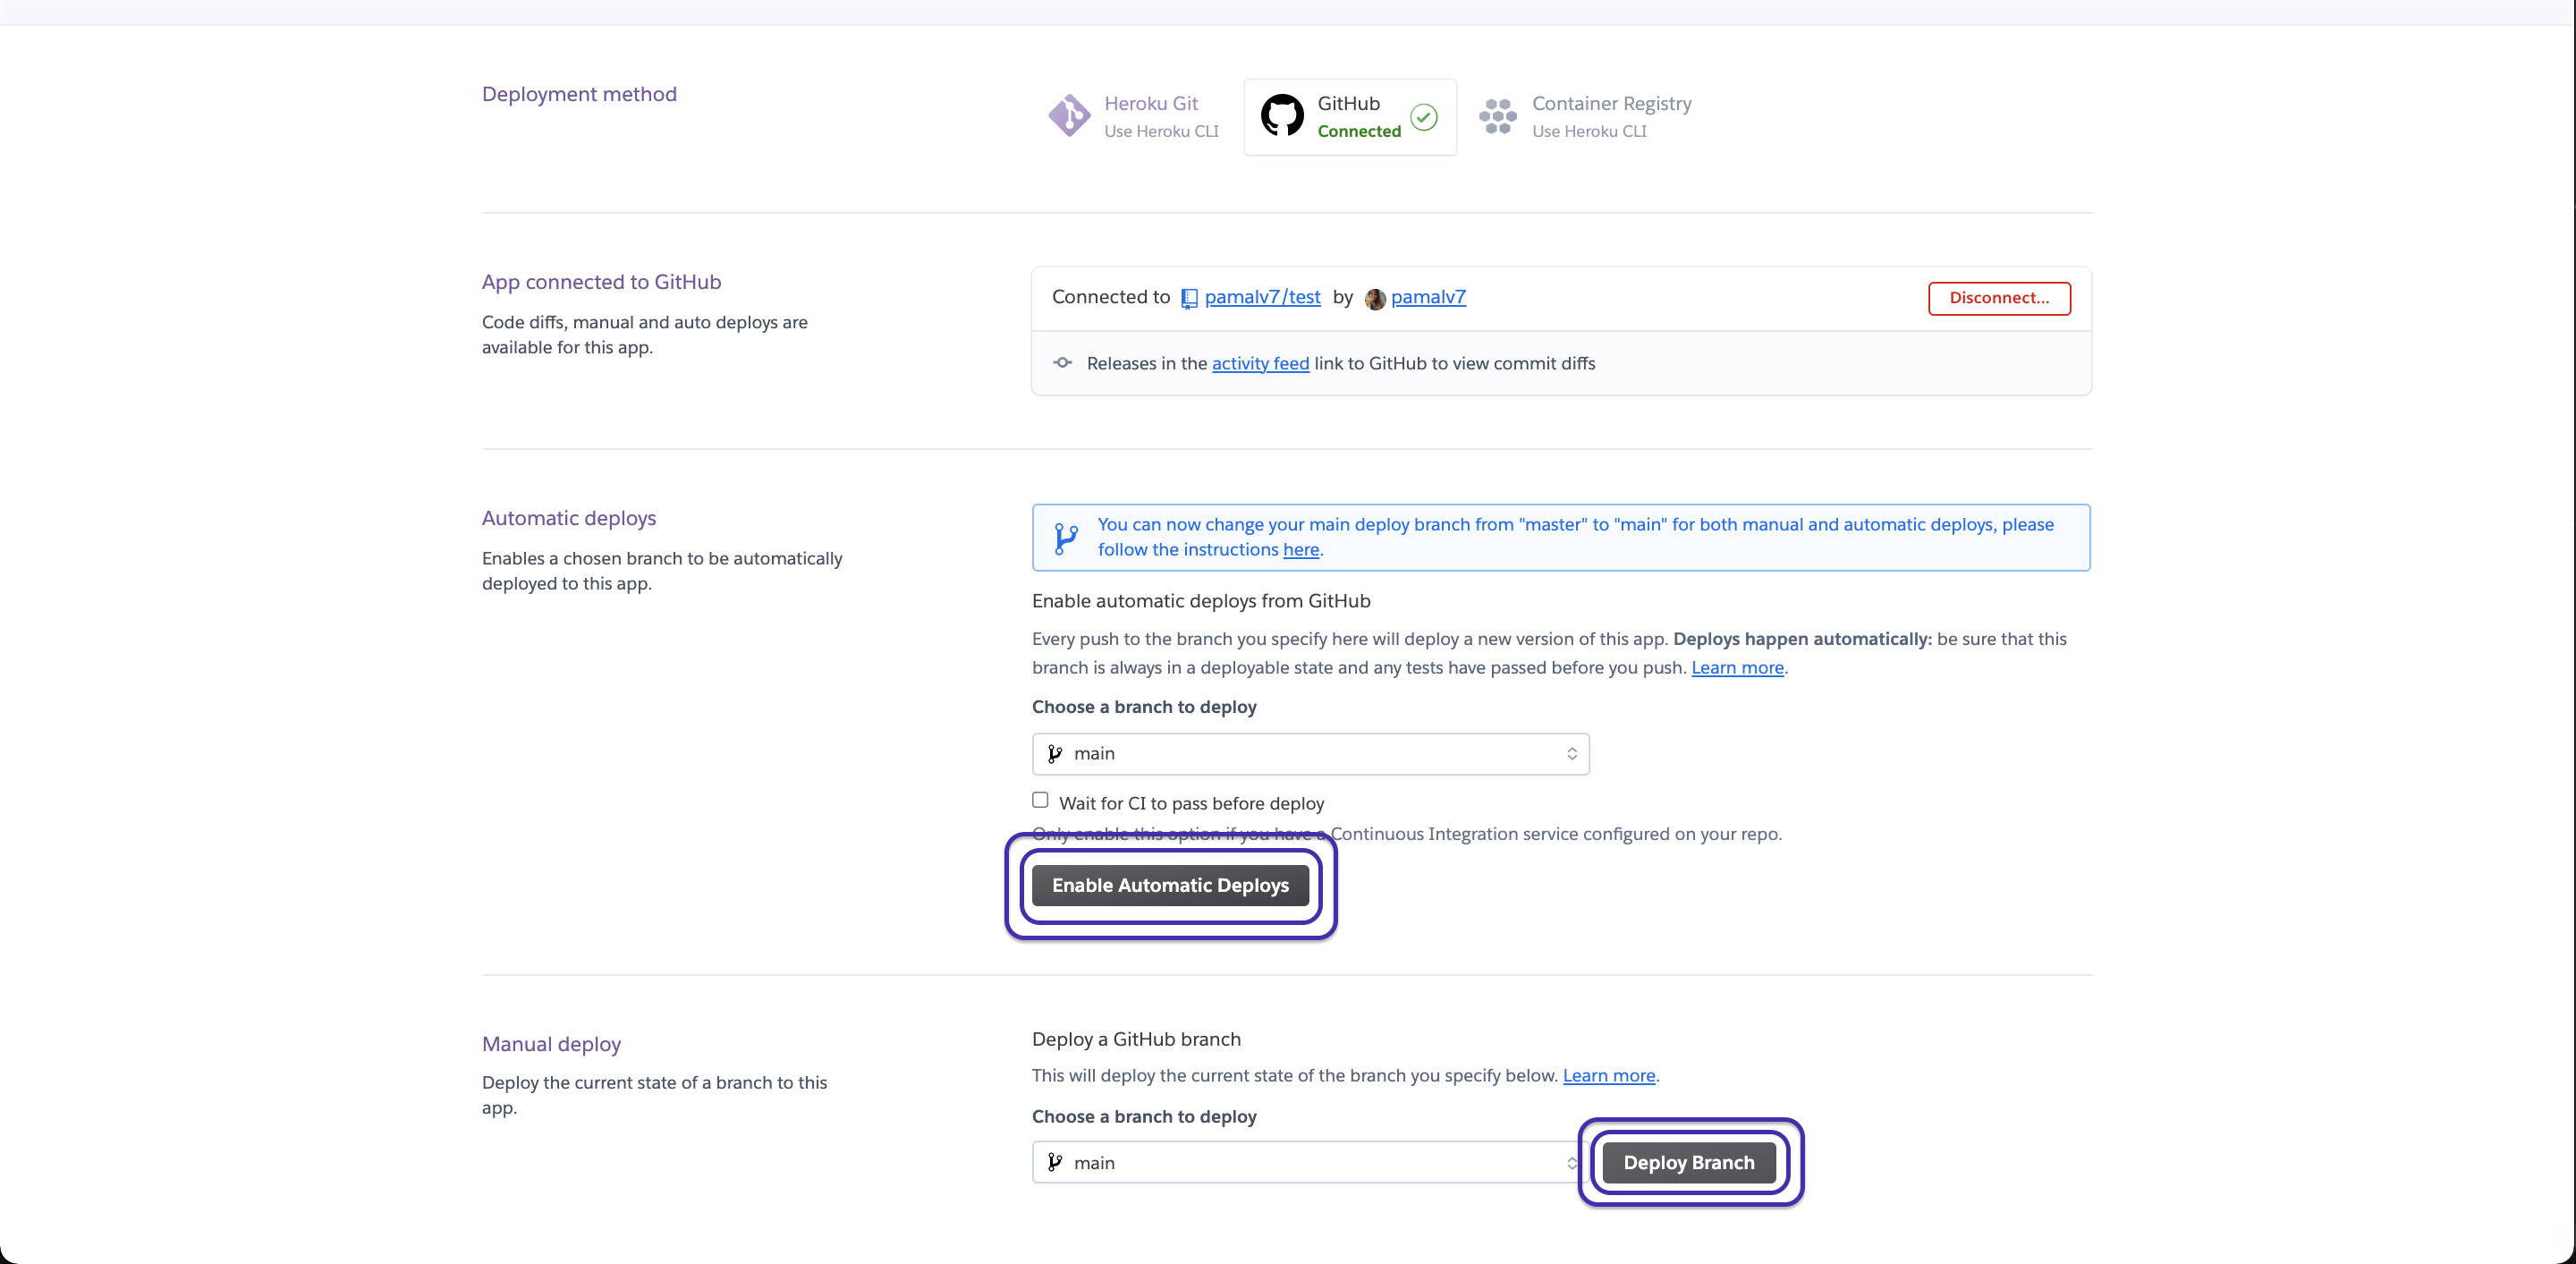 Deployment method
Heroku Git
Use Heroku CLI
GitHub
Connected
Container Registry
Use Heroku CLI
App connected to GitHub
Code diffs, manual and auto deploys are
available for this app.
Connected to pamalv7/test by pamalv7
Disconnect...
Releases in the activity feed link to GitHub to view commit diffs
Automatic deploys
Enables a chosen branch to be automatically
deployed to this app.
You can now change your main deploy branch from "master" to "main" for both manual and automatic deploys, please
follow the instructions here.
Enable automatic deploys from GitHub
Every push to the branch you specify here will deploy a new version of this app. Deploys happen automatically: be sure that this
branch is always in a deployable state and any tests have passed before you push. Learn more.
Choose a branch to deploy
main
Wait for CI to pass before deploy
Only enable this option if you have a Continuous Integration service configured on your repo.
Enable Automatic Deploys
Manual deploy
Deploy the current state of a branch to this
app.
Deploy a GitHub branch
This will deploy the current state of the branch you specify below. Learn more.
Choose a branch to deploy
main
Deploy Branch